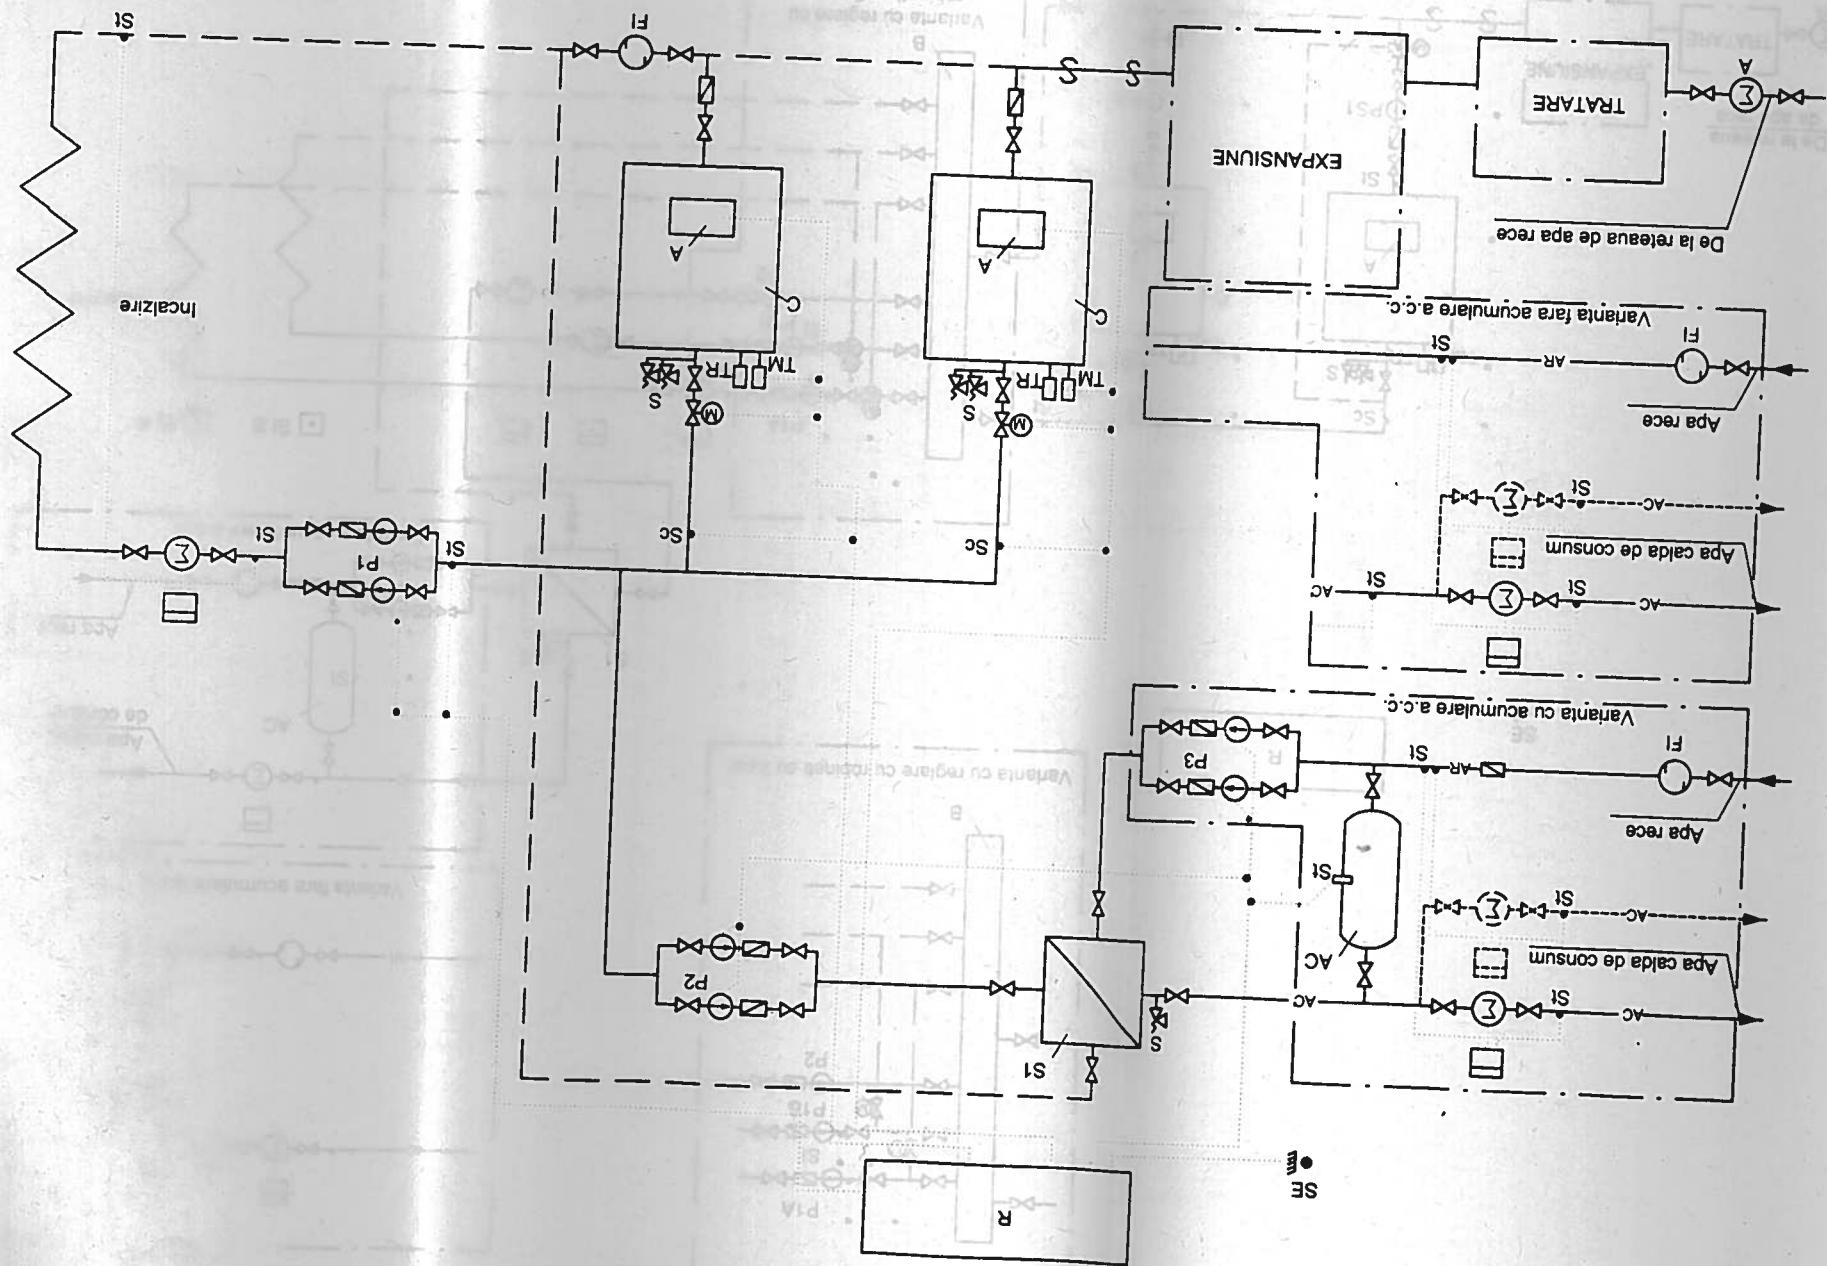 R
SE
S1
S
AC
St
AC
P2
Apa calda de consum
AC
AC
St
St
Apa rece
AR
St
P3
FI
Varianta cu acumulare a.c.c.
AC
St
St
AC
P1
Apa calda de consum
Sc
Sc
St
St
AC
St
Apa rece
M
M
S
TM
TR
S
TM
TR
AR
St
FI
Varianta fara acumulare a.c.c.
C
C
Incalzire
De la reteaua de apa rece
A
A
EXPANSIUNE
TRATARE
A
FI
St